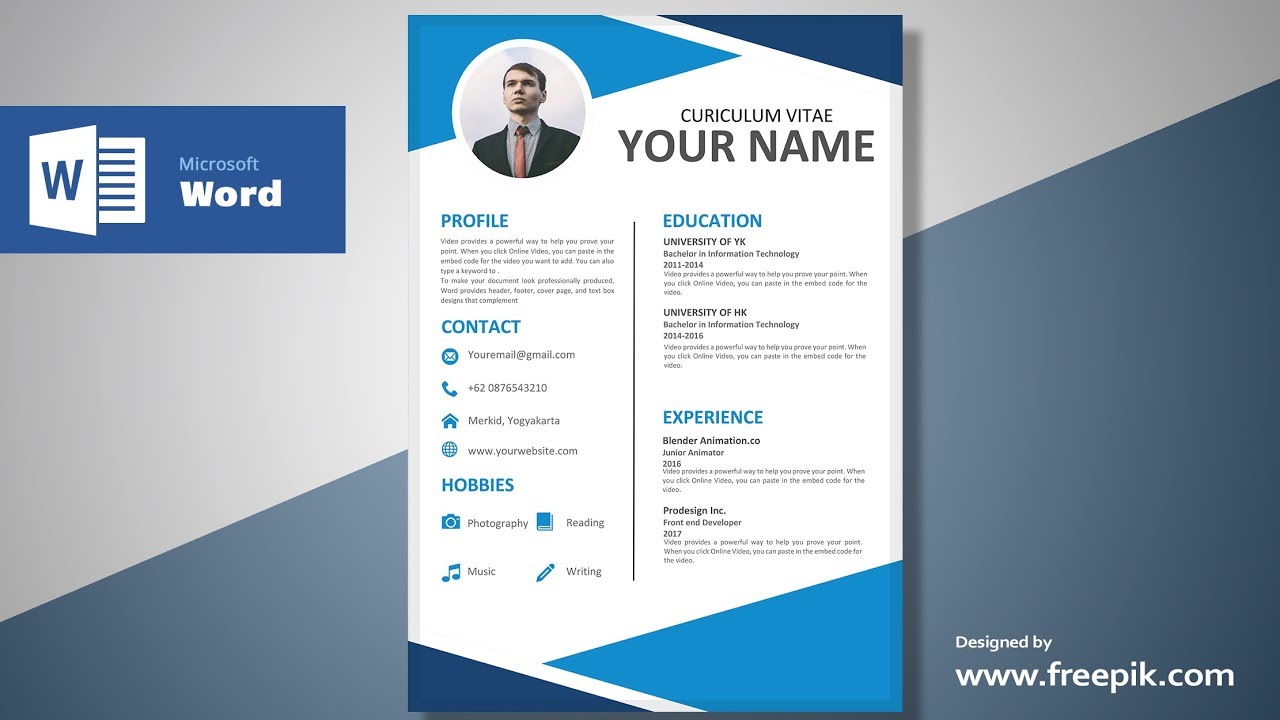 W
Microsoft
Word
CURICULUM VITAE
YOUR NAME
PROFILE
Video provides a powerful way to help you prove your
point. When you click Online Video, you can paste in the
embed code for the video you want to add. You can also
type a keyword to .
To make your document look professionally produced,
Word provides header, footer, cover page, and text box
designs that complement
CONTACT
Youremail@gmail.com
+62 0876543210
Merkid, Yogyakarta
www.yourwebsite.com
HOBBIES
Photography Reading
Music Writing
EDUCATION
UNIVERSITY OF YK
Bachelor in Information Technology
2011-2014
Video provides a powerful way to help you prove your point. When
you click Online Video, you can paste in the embed code for the
video.
UNIVERSITY OF HK
Bachelor in Information Technology
2014-2016
Video provides a powerful way to help you prove your point. When
you click Online Video, you can paste in the embed code for the
video.
EXPERIENCE
Blender Animation.co
Junior Animator
2016
Video provides a powerful way to help you prove your point. When
you click Online Video, you can paste in the embed code for the
video.
Prodesign Inc.
Front end Developer
2017
Video provides a powerful way to help you prove your point.
When you click Online Video, you can paste in the embed code for
the video.
Designed by
www.freepik.com